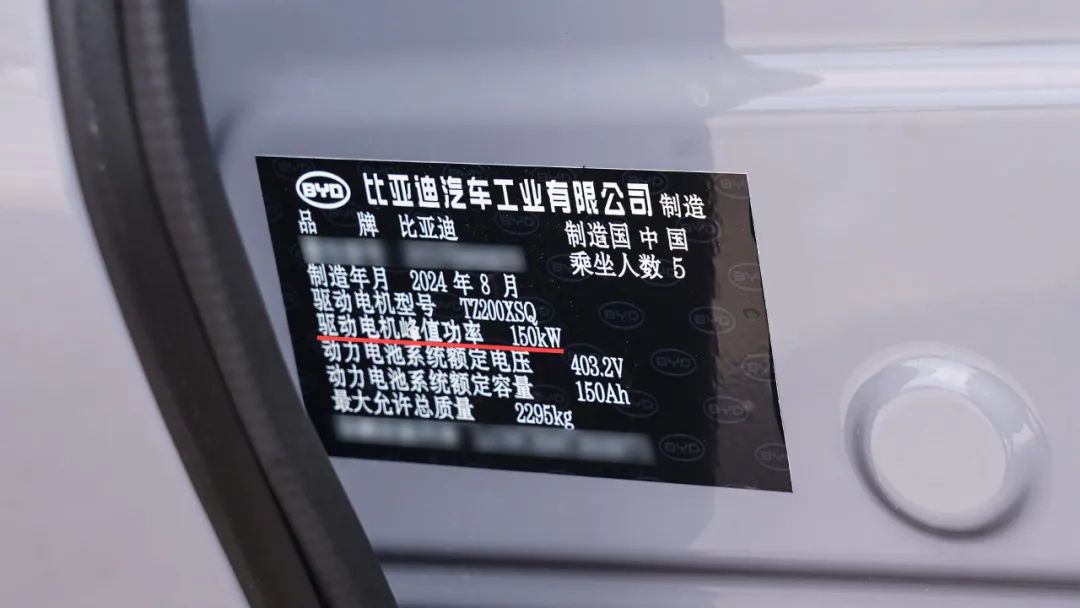 BYD 比亚迪汽车工业有限公司 制造
品 牌 比亚迪 制造国 中国
乘坐人数 5
制造年月 2024 年 8 月
驱动电机型号 TZ200XSQ
驱动电机峰值功率 150kW
动力电池系统额定电压 403.2V
动力电池系统额定容量 150Ah
最大允许总质量 2295kg